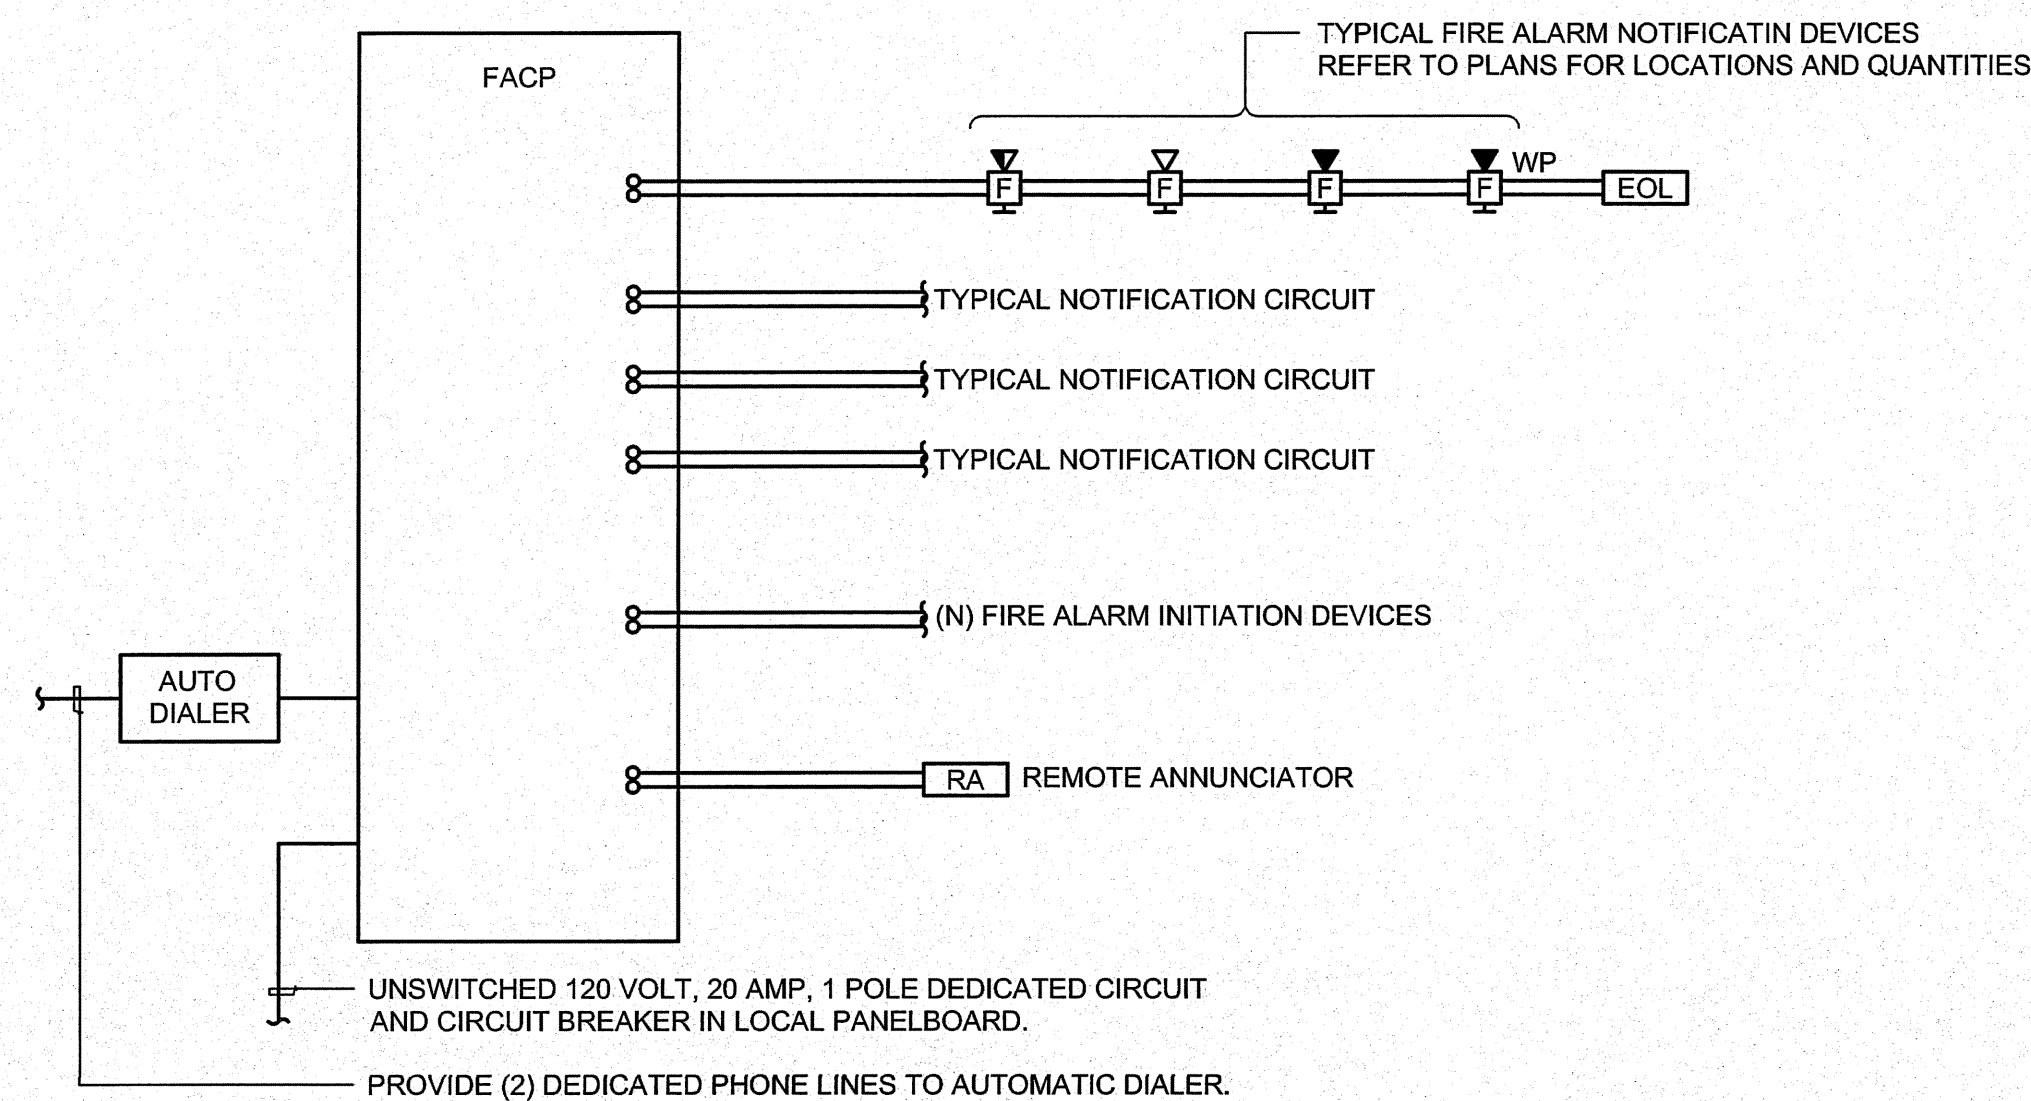 TYPICAL FIRE ALARM NOTIFICATIN DEVICES
REFER TO PLANS FOR LOCATIONS AND QUANTITIES
FACP
WP
F
F
F
F
EOL
TYPICAL NOTIFICATION CIRCUIT
TYPICAL NOTIFICATION CIRCUIT
TYPICAL NOTIFICATION CIRCUIT
(N) FIRE ALARM INITIATION DEVICES
AUTO
DIALER
RA
REMOTE ANNUNCIATOR
UNSWITCHED 120 VOLT, 20 AMP, 1 POLE DEDICATED CIRCUIT
AND CIRCUIT BREAKER IN LOCAL PANELBOARD.
PROVIDE (2) DEDICATED PHONE LINES TO AUTOMATIC DIALER.